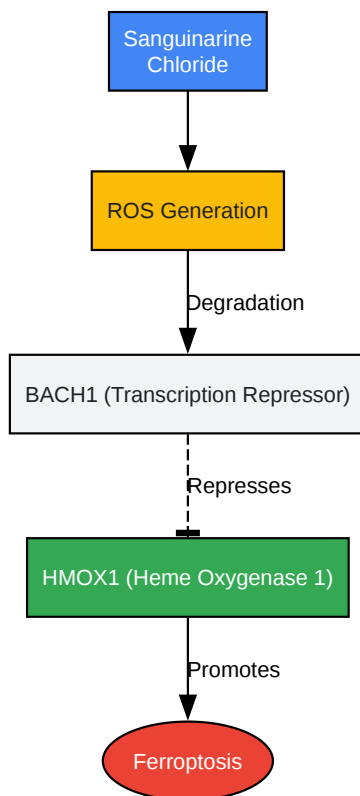 Sanguinarine
Chloride
ROS Generation
Degradation
BACH1 (Transcription Repressor)
Represses
HMOX1 (Heme Oxygenase 1)
Promotes
Ferroptosis